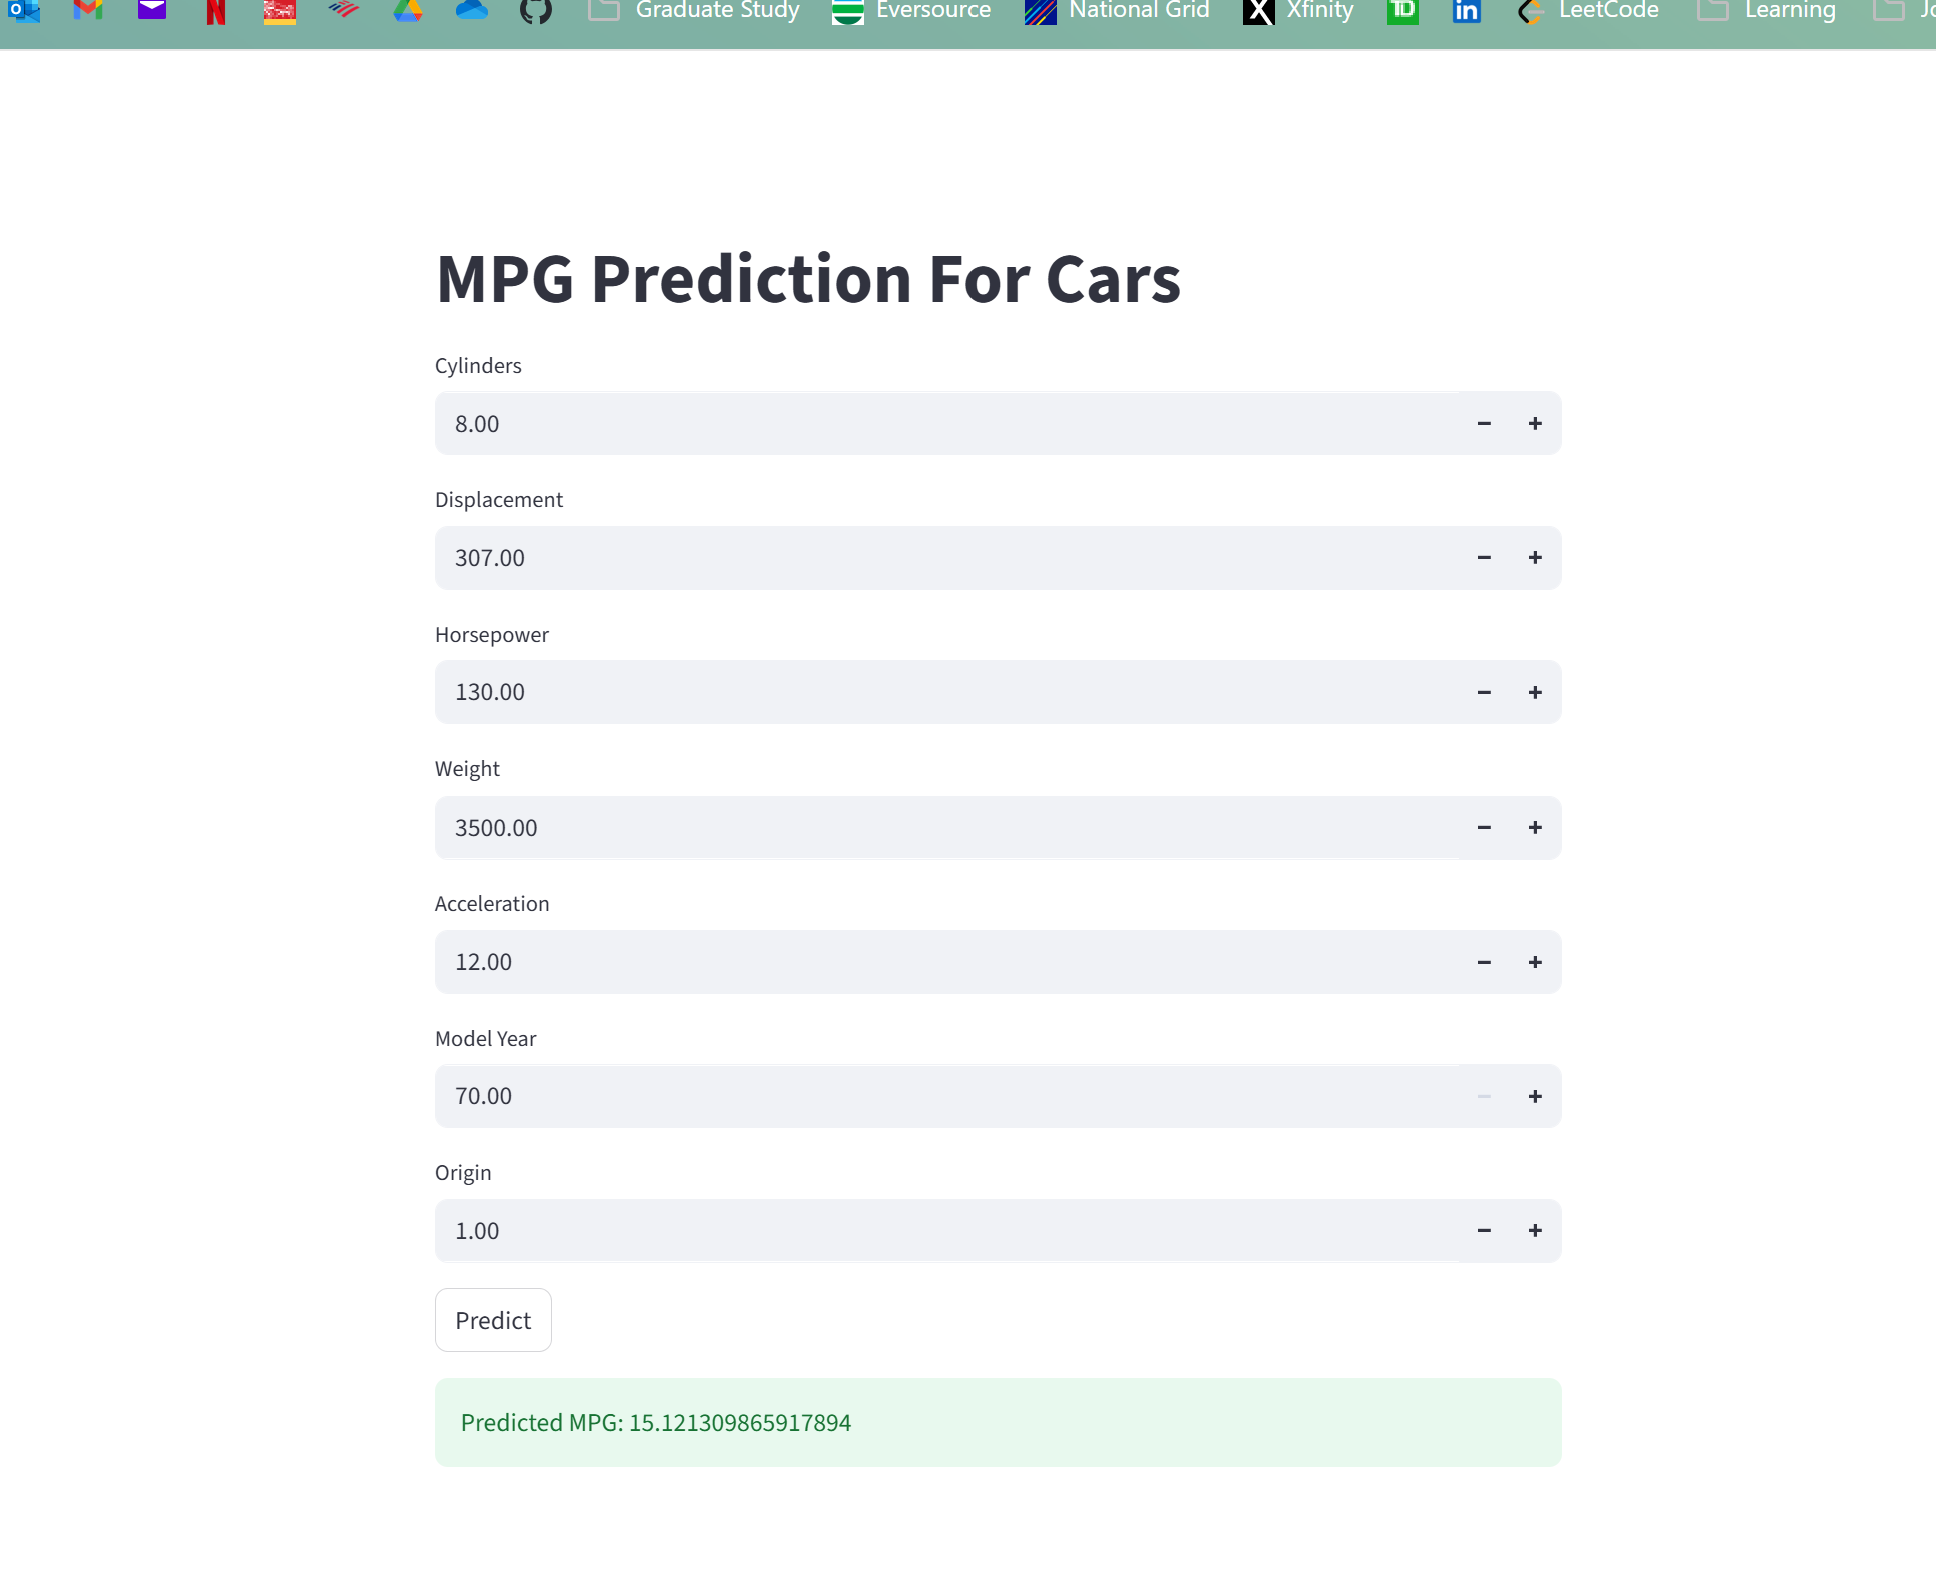 Graduate Study Eversource National Grid Xfinity TD in LeetCode Learning
MPG Prediction For Cars
Cylinders
8.00
Displacement
307.00
Horsepower
130.00
Weight
3500.00
Acceleration
12.00
Model Year
70.00
Origin
1.00
Predict
Predicted MPG: 15.121309865917894